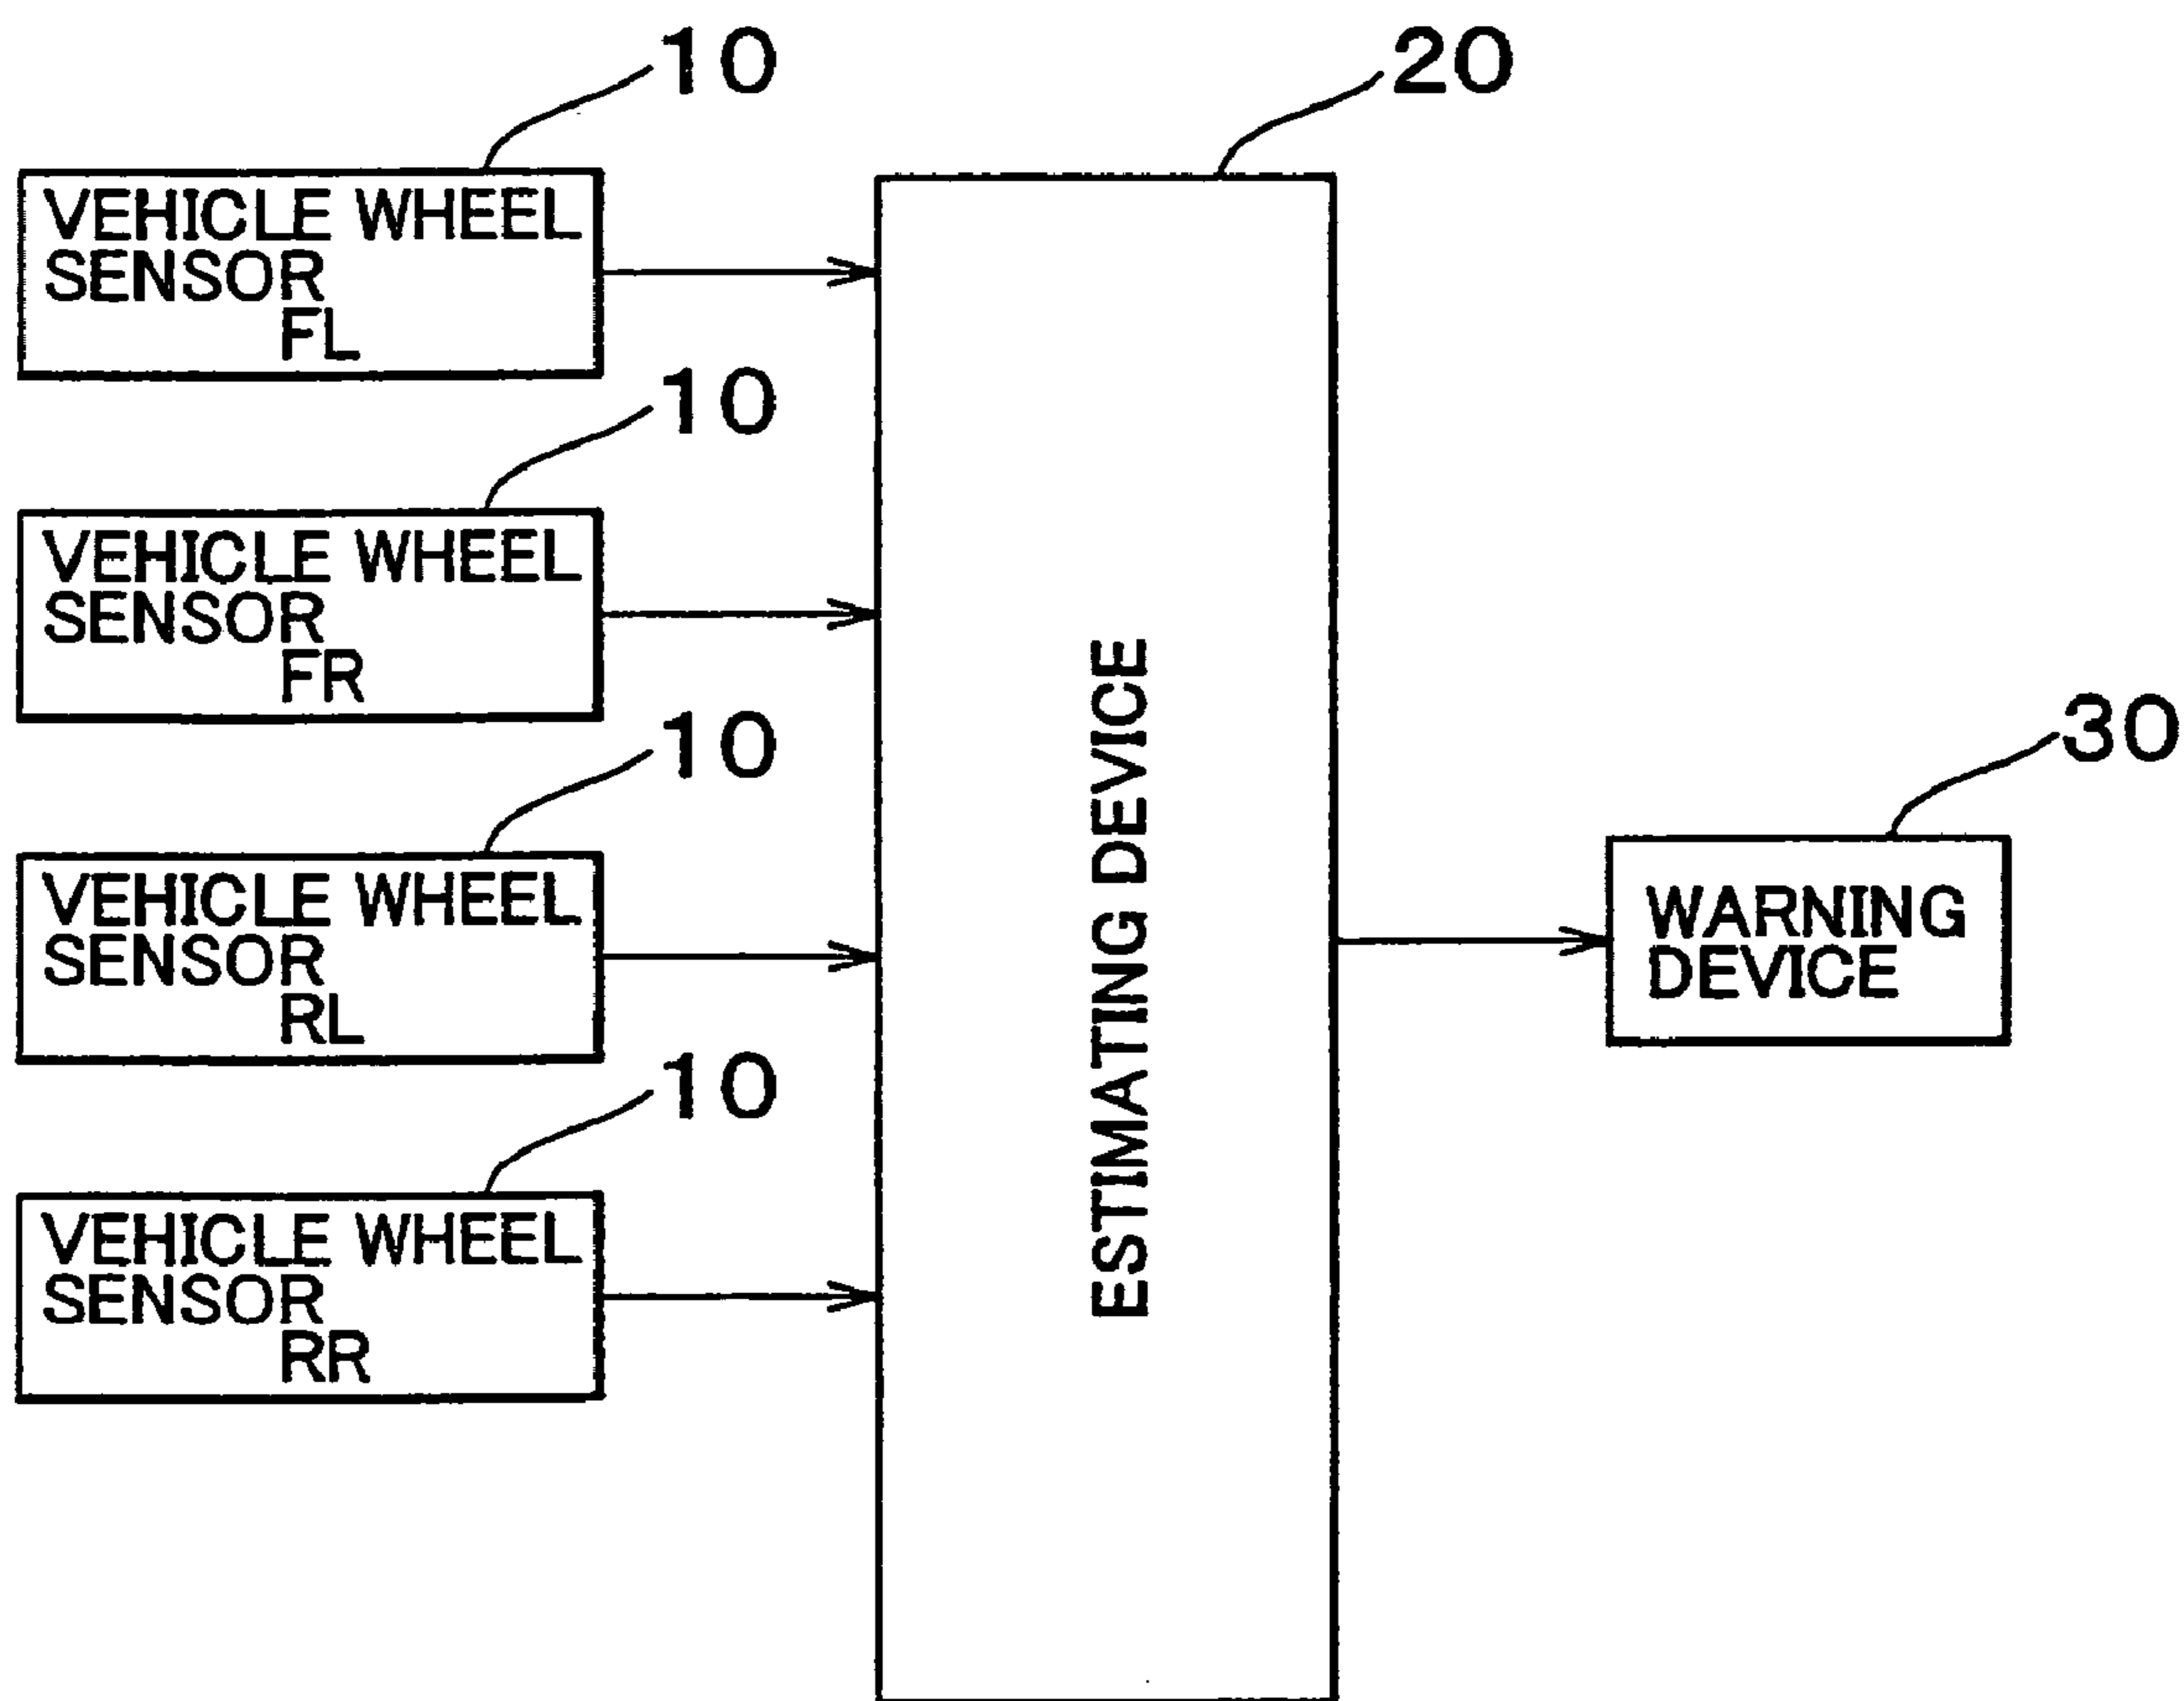 10
VEHICLE WHEEL
SENSOR
FL
10
VEHICLE WHEEL
SENSOR
FR
10
VEHICLE WHEEL
SENSOR
RL
10
VEHICLE WHEEL
SENSOR
RR
20
ESTIMATING DEVICE
30
WARNING
DEVICE